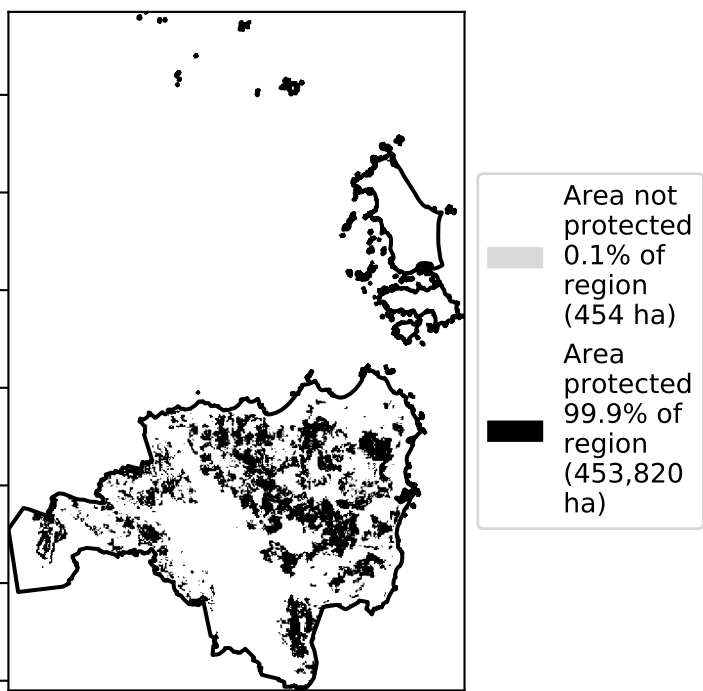 Area not
protected
0.1% of
region
(454 ha)
Area
protected
99.9% of
region
(453,820
ha)